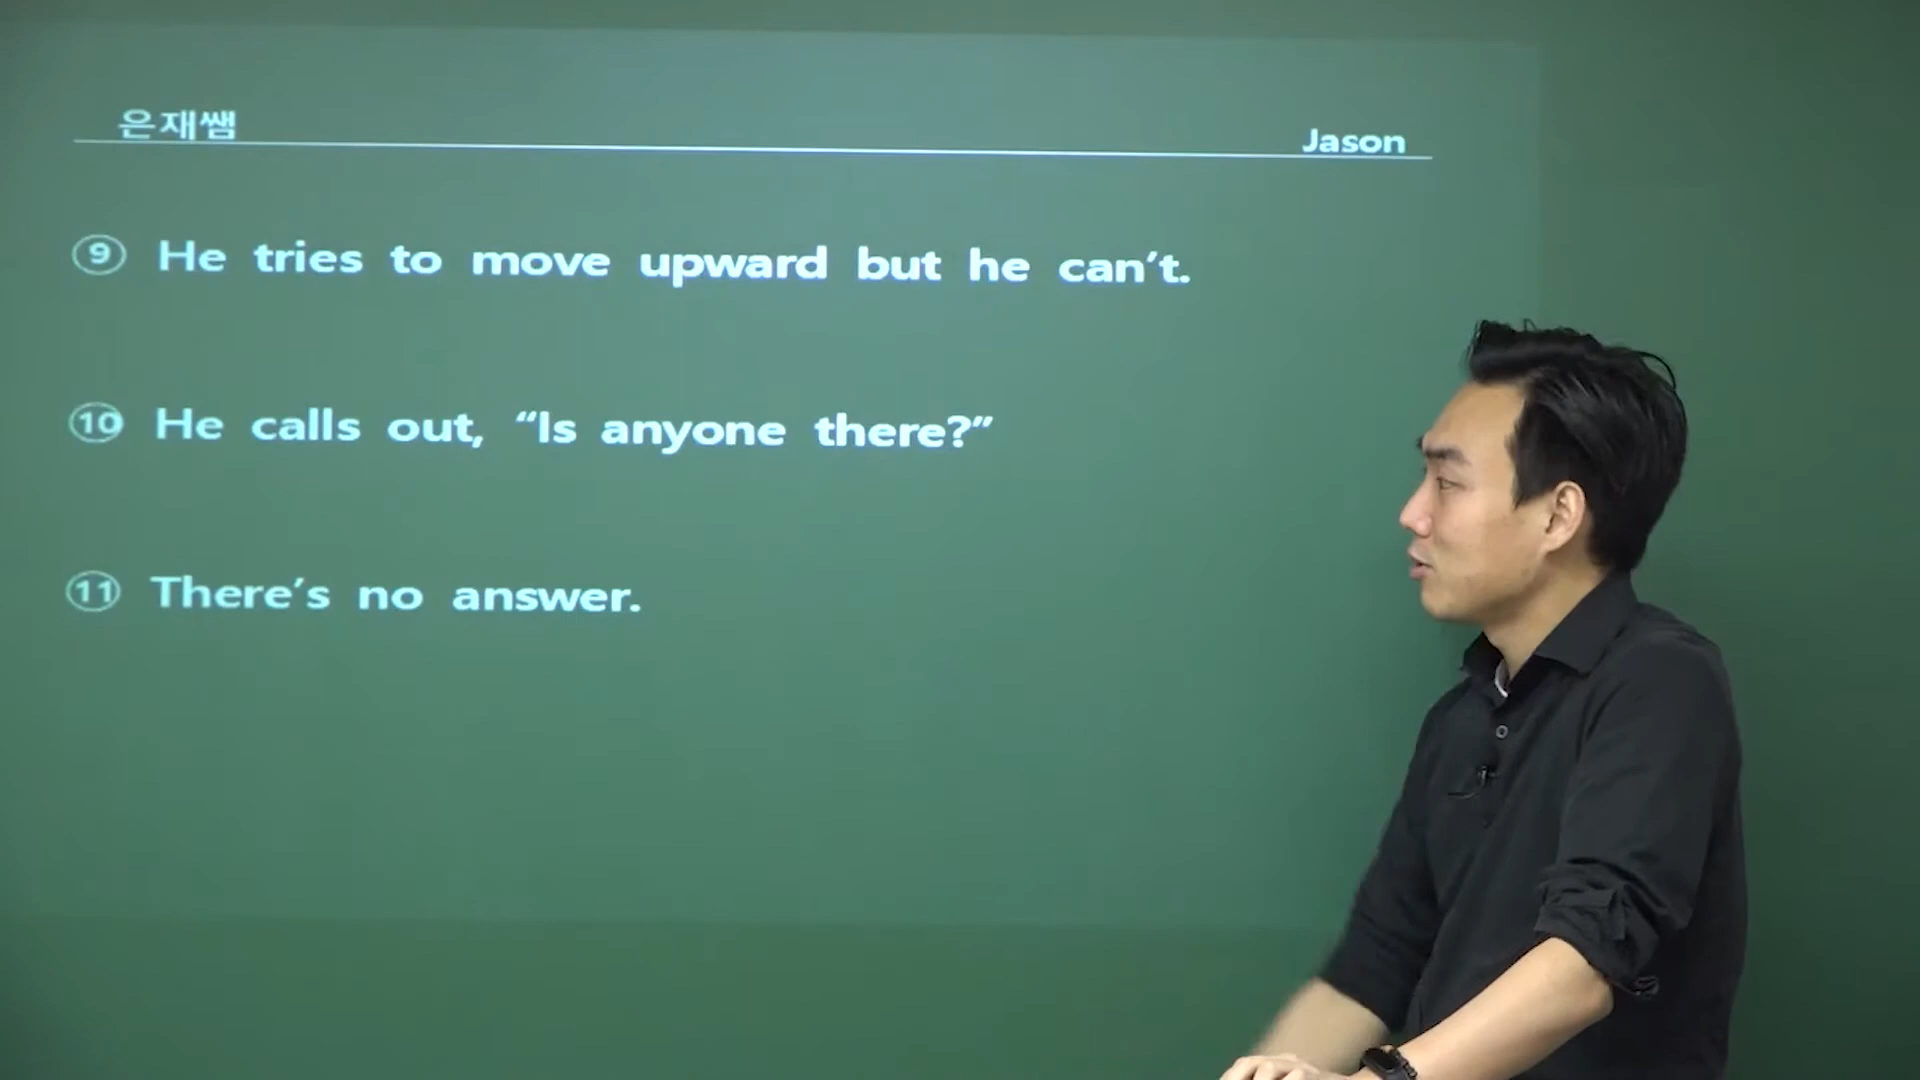 은재쌤
Jason
⑨ He tries to move upward but he can’t.
⑩ He calls out, “Is anyone there?”
⑪ There’s no answer.